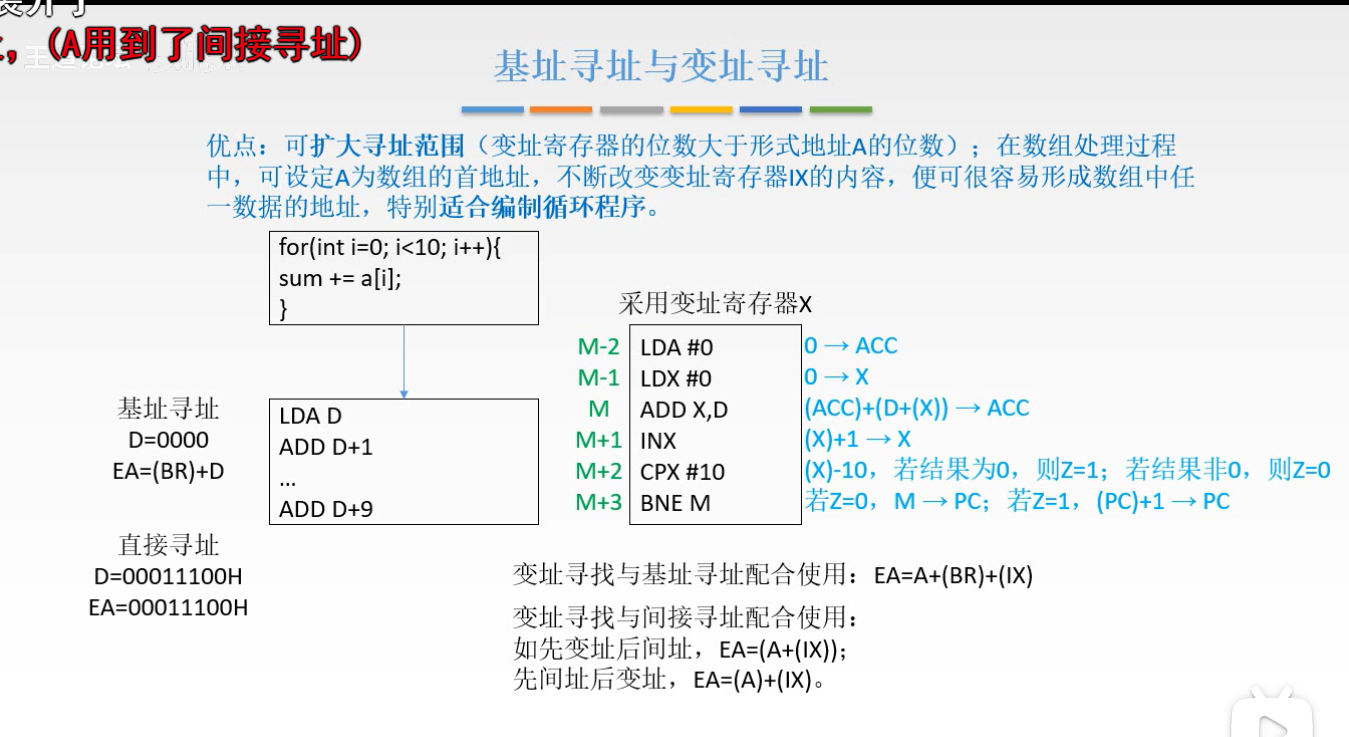 (A用到了间接寻址)
基址寻址与变址寻址
优点：可扩大寻址范围（变址寄存器的位数大于形式地址A的位数）；在数组处理过程
中，可设定A为数组的首地址，不断改变变址寄存器IX的内容，便可很容易形成数组中任
一数据的地址，特别适合编制循环程序。
for(int i=0; i<10; i++){
sum += a[i];
}
基址寻址
D=0000
EA=(BR)+D
LDA D
ADD D+1
...
ADD D+9
直接寻址
D=00011100H
EA=00011100H
采用变址寄存器X
M-2 LDA #0 0 → ACC
M-1 LDX #0 0 → X
M ADD X,D (ACC)+(D+(X)) → ACC
M+1 INX (X)+1 → X
M+2 CPX #10 (X)-10，若结果为0，则Z=1；若结果非0，则Z=0
M+3 BNE M 若Z=0，M → PC；若Z=1，(PC)+1 → PC
变址寻找与基址寻址配合使用：EA=A+(BR)+(IX)
变址寻找与间接寻址配合使用：
如先变址后间址，EA=(A+(IX))；
先间址后变址，EA=(A)+(IX)。